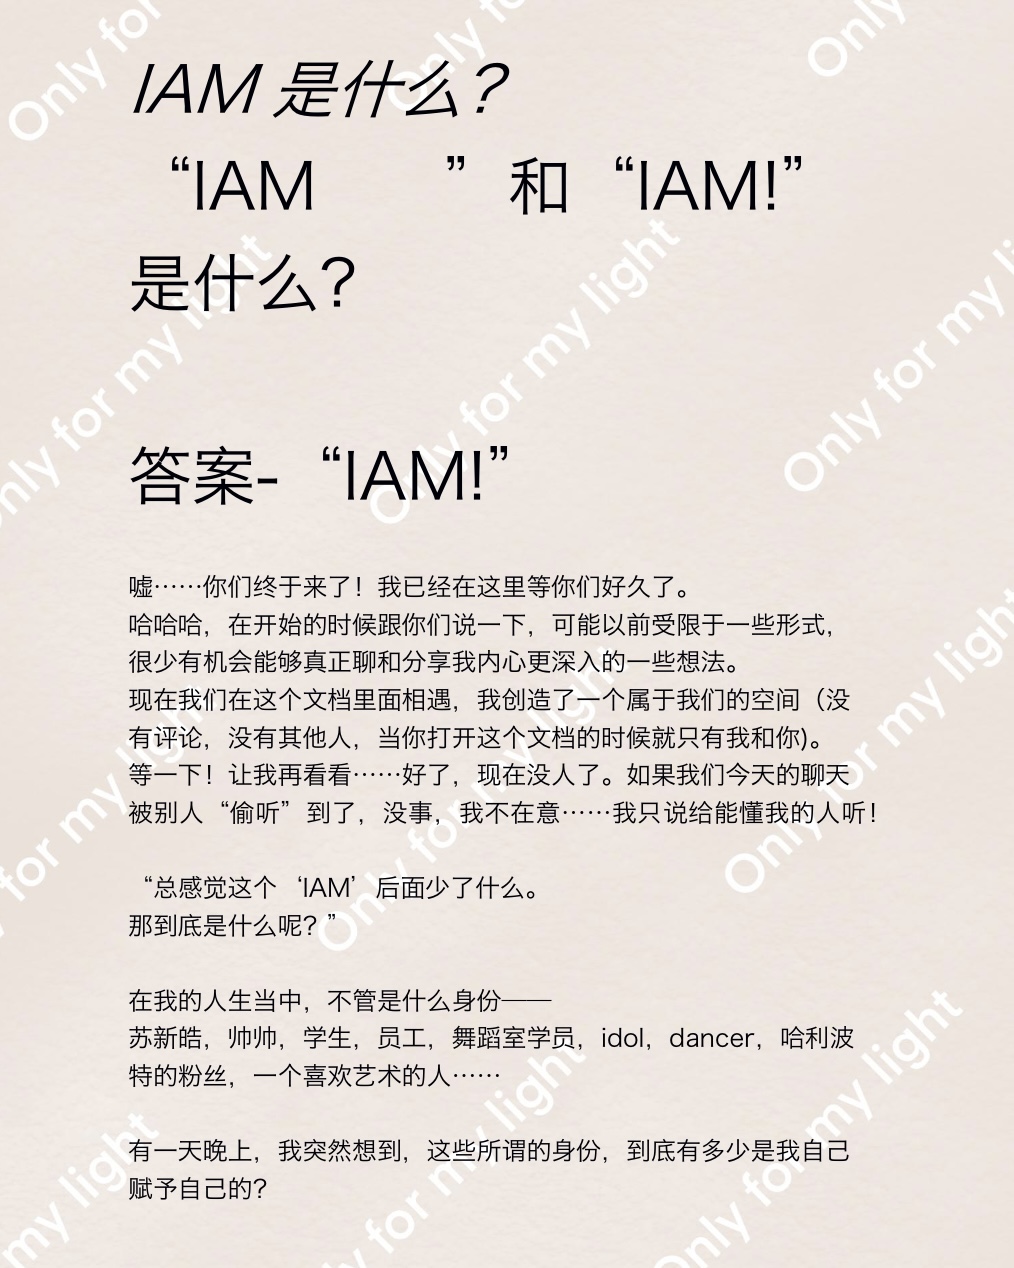 IAM 是什么？
“IAM　　”和“IAM!”
是什么？
答案-“IAM!”
嘘……你们终于来了！我已经在这里等你们好久了。
哈哈哈，在开始的时候跟你们说一下，可能以前受限于一些形式，
很少有机会能够真正聊和分享我内心更深入的一些想法。
现在我们在这个文档里面相遇，我创造了一个属于我们的空间（没
有评论，没有其他人，当你打开这个文档的时候就只有我和你)。
等一下！让我再看看……好了，现在没人了。如果我们今天的聊天
被别人“偷听”到了，没事，我不在意……我只说给能懂我的人听！
“总感觉这个‘IAM’后面少了什么。
那到底是什么呢？”
在我的人生当中，不管是什么身份——
苏新皓，帅帅，学生，员工，舞蹈室学员，idol，dancer，哈利波
特的粉丝，一个喜欢艺术的人……
有一天晚上，我突然想到，这些所谓的身份，到底有多少是我自己
赋予自己的？
Only for my light